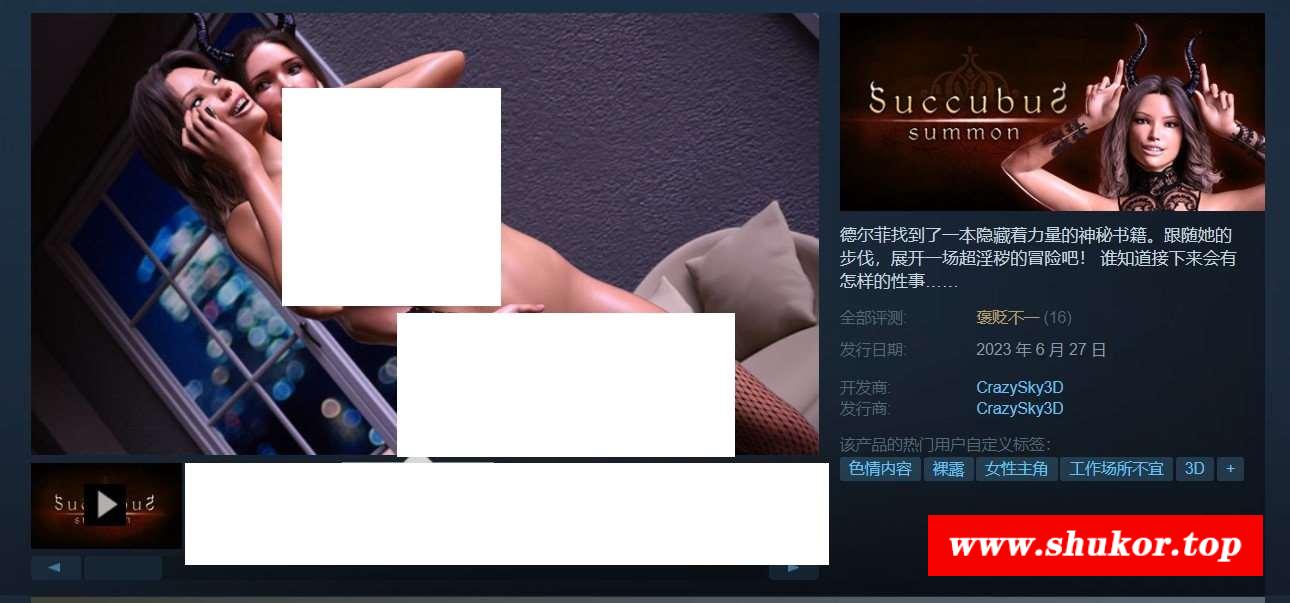 Succubus
summon
德尔菲找到了一本隐藏着力量的神秘书籍。跟随她的
步伐，展开一场超淫秽的冒险吧！ 谁知道接下来会有
怎样的性事……
全部评测: 褒贬不一 (16)
发行日期: 2023 年 6 月 27 日
开发商: CrazySky3D
发行商: CrazySky3D
该产品的热门用户自定义标签：
色情内容 裸露 女性主角 工作场所不宜 3D +
www.shukor.top